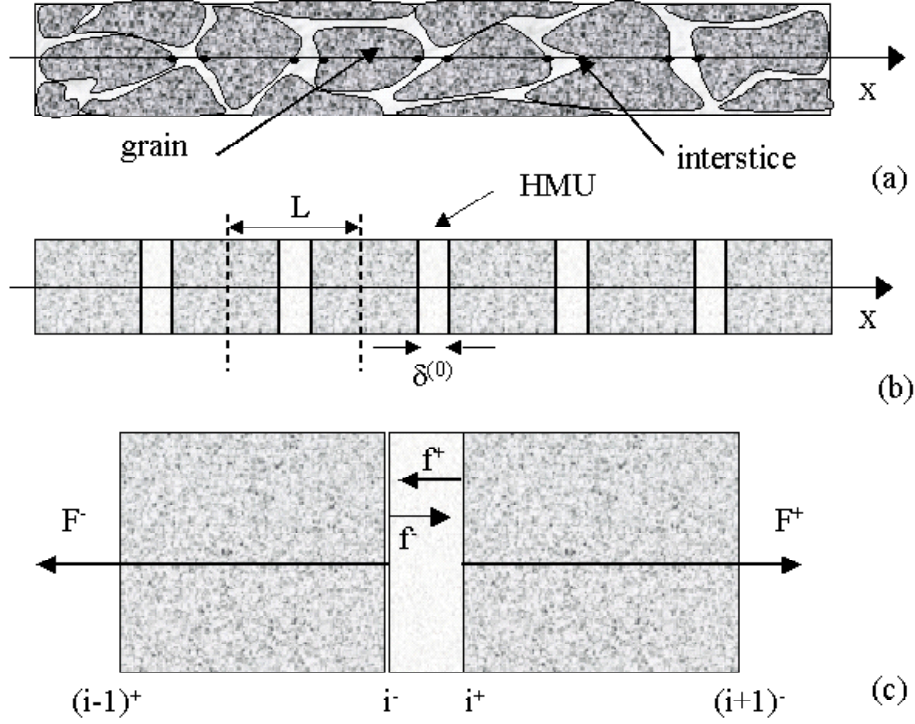 x
grain
interstice
(a)
HMU
L
x
δ(0)
(b)
f+
f-
F-
F+
(i-1)+
i-
i+
(i+1)-
(c)